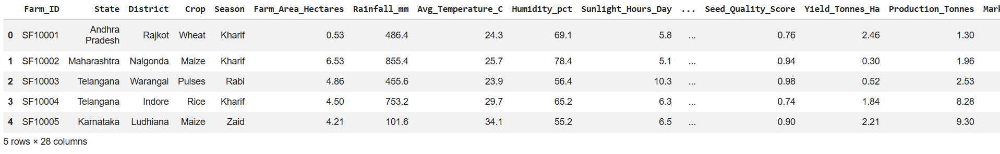 Farm_ID State District Crop Season Farm_Area_Hectares Rainfall_mm Avg_Temperature_C Humidity_pct Sunlight_Hours_Day ... Seed_Quality_Score Yield_Tonnes_Ha Production_Tonnes Mark
0 SF10001 Andhra Pradesh Rajkot Wheat Kharif 0.53 486.4 24.3 69.1 5.8 ... 0.76 2.46 1.30
1 SF10002 Maharashtra Nalgonda Maize Kharif 6.53 855.4 25.7 78.4 5.1 ... 0.94 0.30 1.96
2 SF10003 Telangana Warangal Pulses Rabi 4.86 455.6 23.9 56.4 10.3 ... 0.98 0.52 2.53
3 SF10004 Telangana Indore Rice Kharif 4.50 753.2 29.7 65.2 6.3 ... 0.74 1.84 8.28
4 SF10005 Karnataka Ludhiana Maize Zaid 4.21 101.6 34.1 55.2 6.5 ... 0.90 2.21 9.30
5 rows × 28 columns